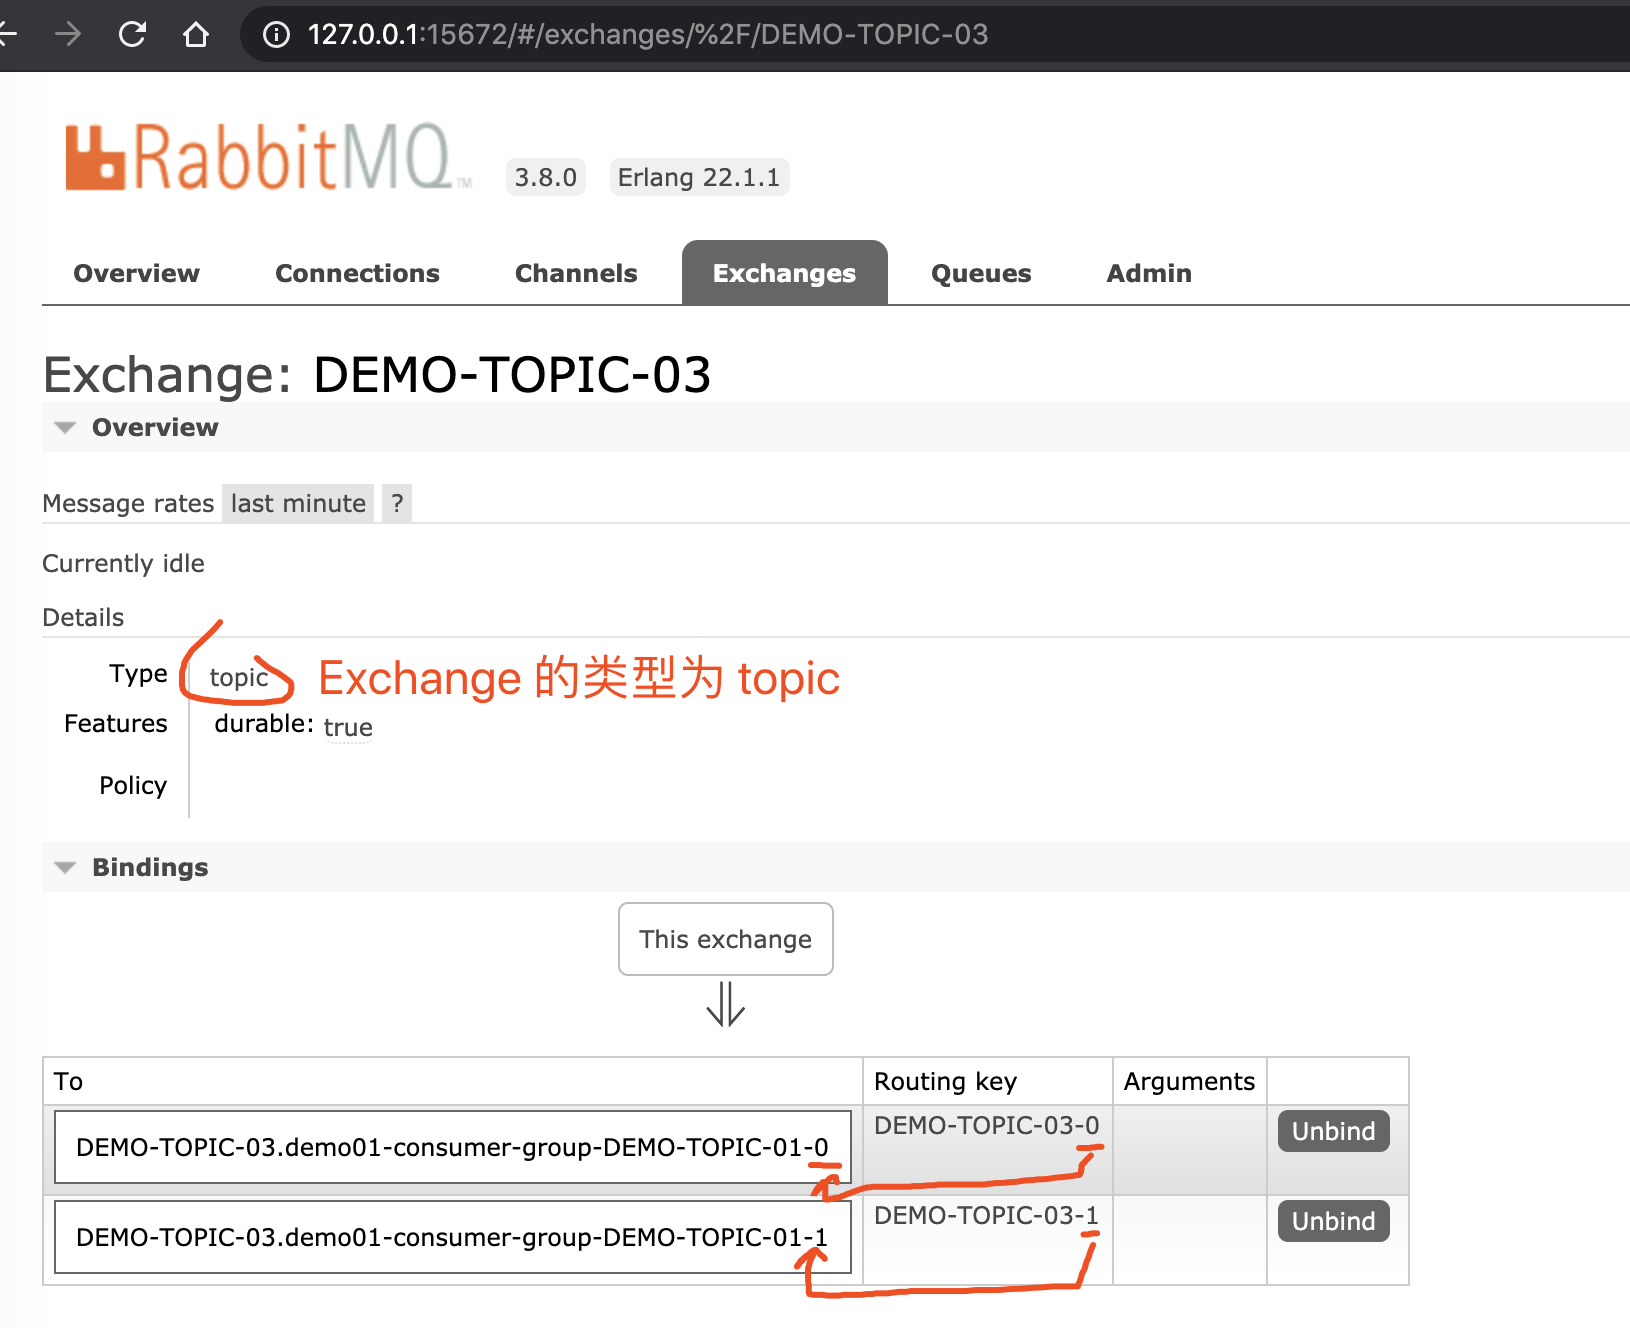 127.0.0.1:15672/#/exchanges/%2F/DEMO-TOPIC-03
RabbitMQ™ 3.8.0 Erlang 22.1.1
Overview Connections Channels Exchanges Queues Admin
Exchange: DEMO-TOPIC-03
Overview
Message rates last minute ?
Currently idle
Details
Type topic Exchange 的类型为 topic
Features durable: true
Policy
Bindings
This exchange
To Routing key Arguments
DEMO-TOPIC-03.demo01-consumer-group-DEMO-TOPIC-01-0 DEMO-TOPIC-03-0 Unbind
DEMO-TOPIC-03.demo01-consumer-group-DEMO-TOPIC-01-1 DEMO-TOPIC-03-1 Unbind